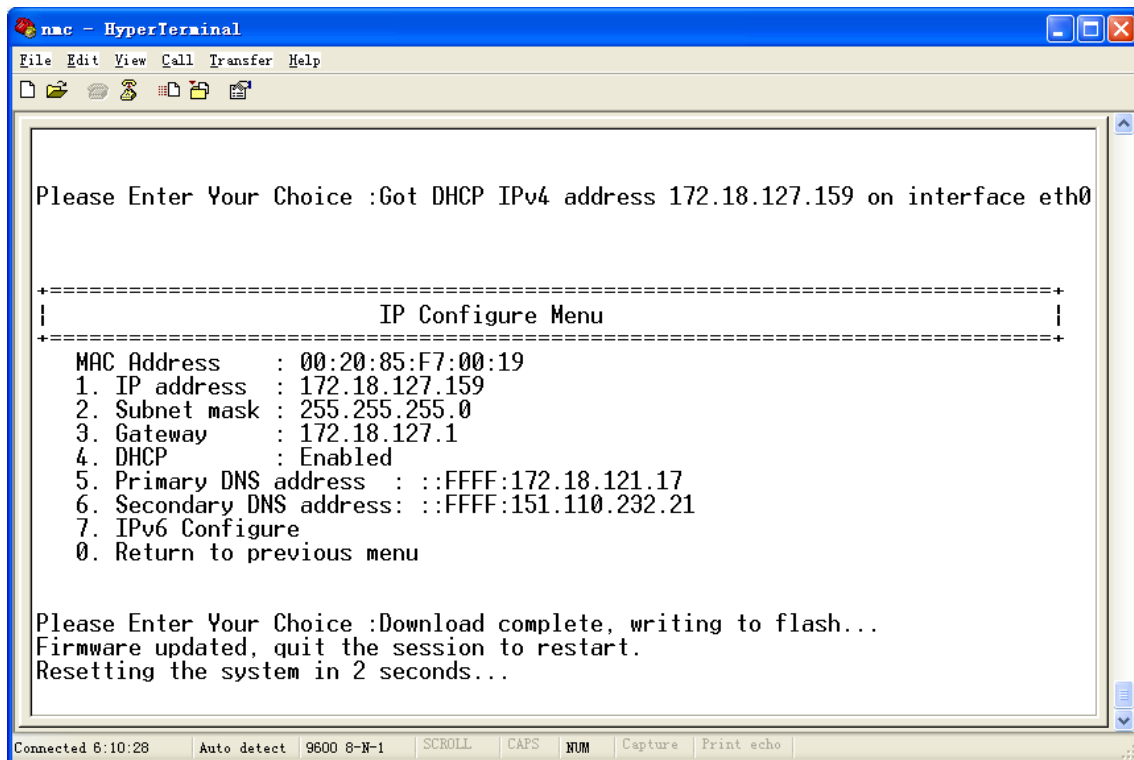 nmc - HyperTerminal
File Edit View Call Transfer Help
Please Enter Your Choice :Got DHCP IPv4 address 172.18.127.159 on interface eth0
+============================================================================+
¦ IP Configure Menu ¦
+============================================================================+
MAC Address : 00:20:85:F7:00:19
1. IP address : 172.18.127.159
2. Subnet mask : 255.255.255.0
3. Gateway : 172.18.127.1
4. DHCP : Enabled
5. Primary DNS address : ::FFFF:172.18.121.17
6. Secondary DNS address: ::FFFF:151.110.232.21
7. IPv6 Configure
0. Return to previous menu
Please Enter Your Choice :Download complete, writing to flash...
Firmware updated, quit the session to restart.
Resetting the system in 2 seconds...
Connected 6:10:28 Auto detect 9600 8-N-1 SCROLL CAPS NUM Capture Print echo